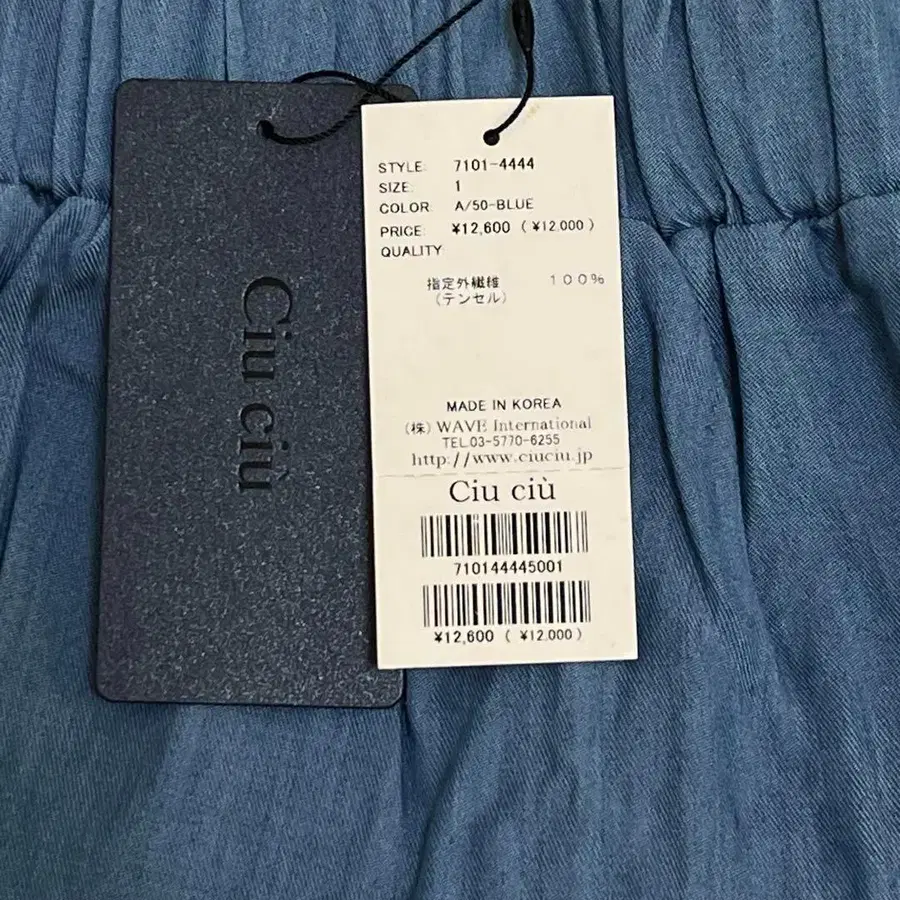 Ciu ciù
STYLE: 7101-4444
SIZE: 1
COLOR: A/50-BLUE
PRICE: ¥12,600 ( ¥12,000 )
QUALITY:
指定外繊維 100%
(テンセル)
MADE IN KOREA
(株) WAVE International
TEL.03-5770-6255
http://www.ciuciu.jp
Ciu ciù
710144445001
¥12,600 ( ¥12,000 )